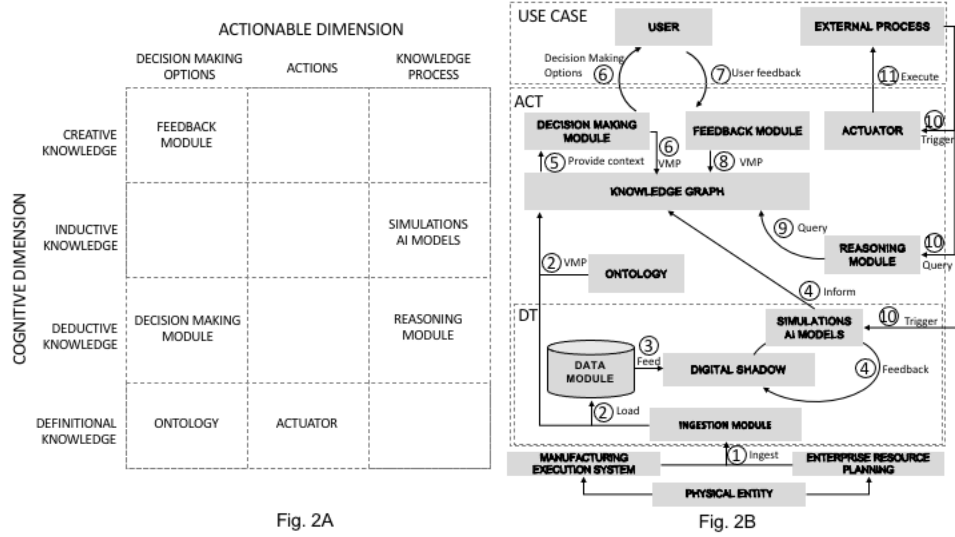 ACTIONABLE DIMENSION
DECISION MAKING
OPTIONS
ACTIONS
KNOWLEDGE
PROCESS
COGNITIVE DIMENSION
CREATIVE
KNOWLEDGE
FEEDBACK
MODULE
INDUCTIVE
KNOWLEDGE
SIMULATIONS
AI MODELS
DEDUCTIVE
KNOWLEDGE
DECISION MAKING
MODULE
REASONING
MODULE
DEFINITIONAL
KNOWLEDGE
ONTOLOGY
ACTUATOR
Fig. 2A
USE CASE
USER
EXTERNAL PROCESS
Decision Making
Options
6
7 User feedback
11 Execute
ACT
DECISION MAKING
MODULE
FEEDBACK MODULE
ACTUATOR
10
Trigger
5 Provide context
6
VMP
8 VMP
KNOWLEDGE GRAPH
9 Query
REASONING
MODULE
10
Query
2 VMP
ONTOLOGY
4 Inform
DT
SIMULATIONS
AI MODELS
10 Trigger
DATA
MODULE
3
Feed
DIGITAL SHADOW
4 Feedback
2 Load
INGESTION MODULE
1 Ingest
MANUFACTURING
EXECUTION SYSTEM
ENTERPRISE RESOURCE
PLANNING
PHYSICAL ENTITY
Fig. 2B